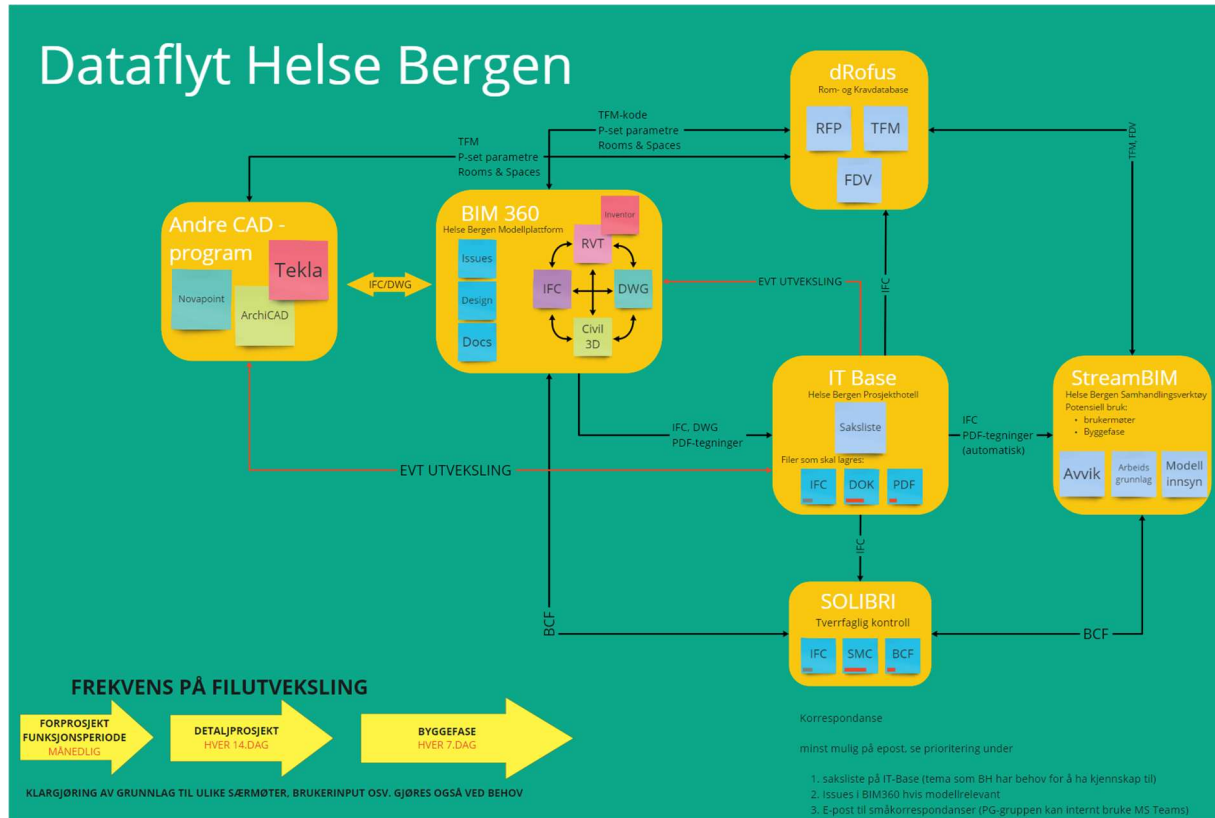 Dataflyt Helse Bergen
dRofus
Rom- og Kravdatabase
RFP
TFM
FDV
TFM-kode
P-set parametre
Rooms & Spaces
TFM
P-set parametre
Rooms & Spaces
TFM, FDV
Andre CAD -
program
Tekla
Novapoint
ArchiCAD
IFC/DWG
BIM 360
Helse Bergen Modellplattform
Inventor
Issues
Design
Docs
RVT
IFC
DWG
Civil
3D
EVT UTVEKSLING
IFC
IT Base
Helse Bergen Prosjekthotell
Saksliste
Filer som skal lagres:
IFC
DOK
PDF
StreamBIM
Helse Bergen Samhandlingsverktøy
Potensiell bruk:
• brukermøter
• Byggefase
Avvik
Arbeids
grunnlag
Modell
innsyn
IFC, DWG
PDF-tegninger
IFC
PDF-tegninger
(automatisk)
EVT UTVEKSLING
IFC
BCF
SOLIBRI
Tverrfaglig kontroll
IFC
SMC
BCF
BCF
FREKVENS PÅ FILUTVEKSLING
FORPROSJEKT
FUNKSJONSPERIODE
MÅNEDLIG
DETALJPROSJEKT
HVER 14.DAG
BYGGEFASE
HVER 7.DAG
KLARGJØRING AV GRUNNLAG TIL ULIKE SÆRMØTER, BRUKERINPUT OSV. GJØRES OGSÅ VED BEHOV
Korrespondanse
minst mulig på epost, se prioritering under
1. saksliste på IT-Base (tema som BH har behov for å ha kjennskap til)
2. Issues i BIM360 hvis modellrelevant
3. E-post til småkorrespondanser (PG-gruppen kan internt bruke MS Teams)